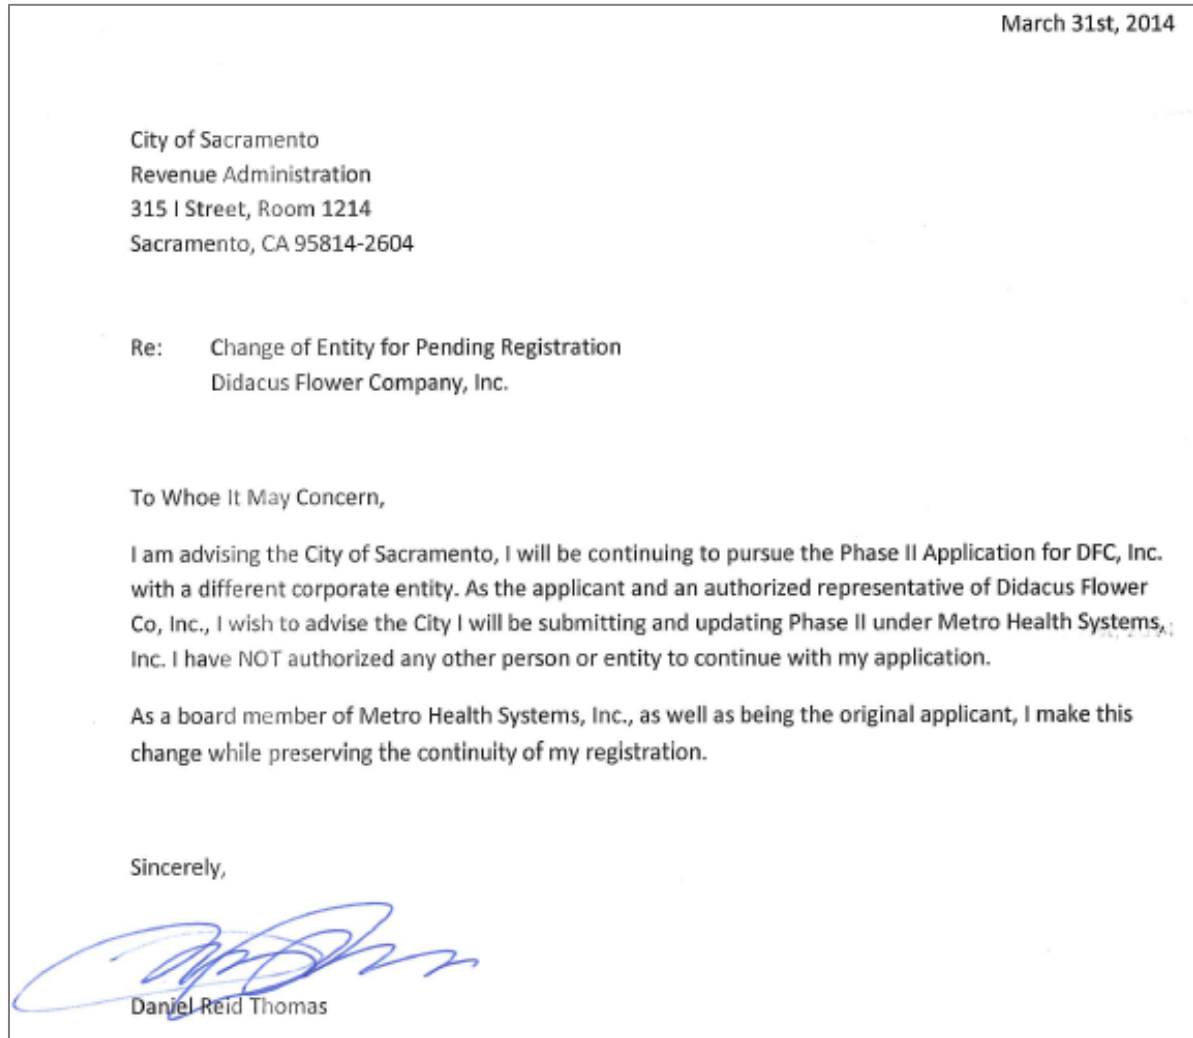 March 31st, 2014
City of Sacramento
Revenue Administration
315 I Street, Room 1214
Sacramento, CA 95814-2604
Re: Change of Entity for Pending Registration
Didacus Flower Company, Inc.
To Whoe It May Concern,
I am advising the City of Sacramento, I will be continuing to pursue the Phase II Application for DFC, Inc.
with a different corporate entity. As the applicant and an authorized representative of Didacus Flower
Co, Inc., I wish to advise the City I will be submitting and updating Phase II under Metro Health Systems,
Inc. I have NOT authorized any other person or entity to continue with my application.
As a board member of Metro Health Systems, Inc., as well as being the original applicant, I make this
change while preserving the continuity of my registration.
Sincerely,
Daniel Reid Thomas